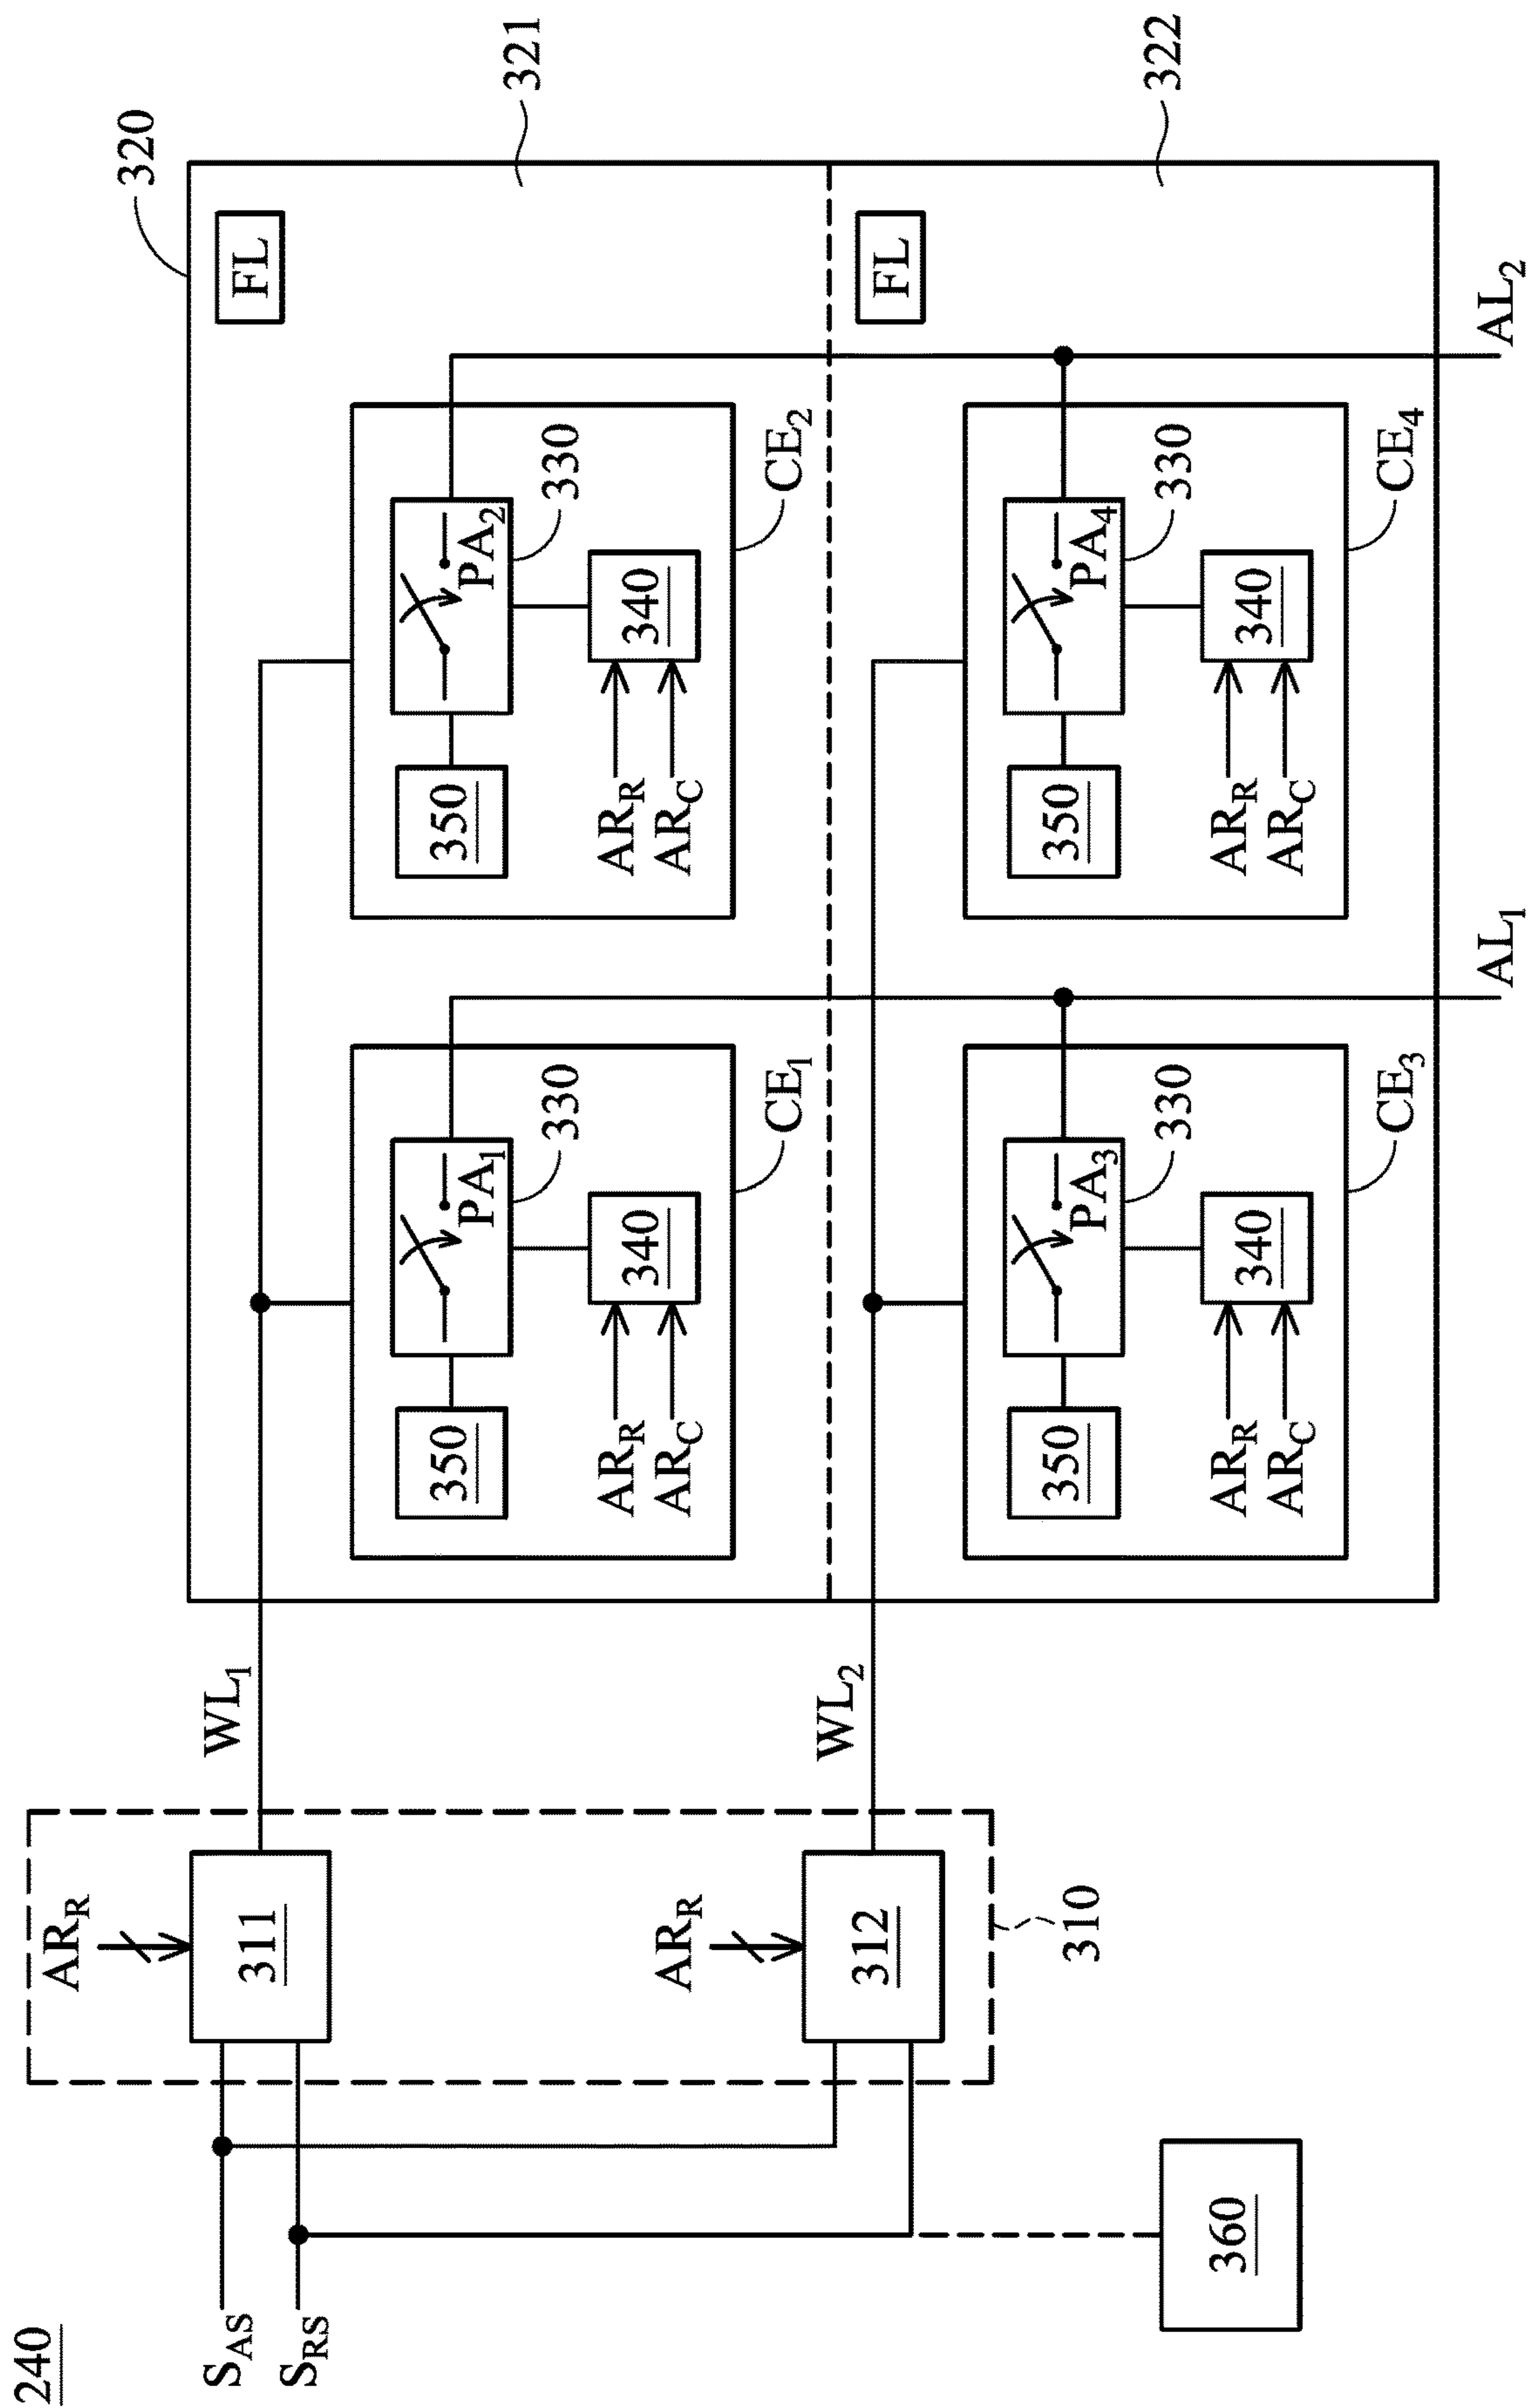 240
S_AS
S_RS
360
310
AR_R
311
AR_R
312
WL_1
WL_2
320
321
322
FL
FL
350
PA_1
330
340
AR_R
AR_C
CE_1
350
PA_2
330
340
AR_R
AR_C
CE_2
350
PA_3
330
340
AR_R
AR_C
CE_3
350
PA_4
330
340
AR_R
AR_C
CE_4
AL_1
AL_2